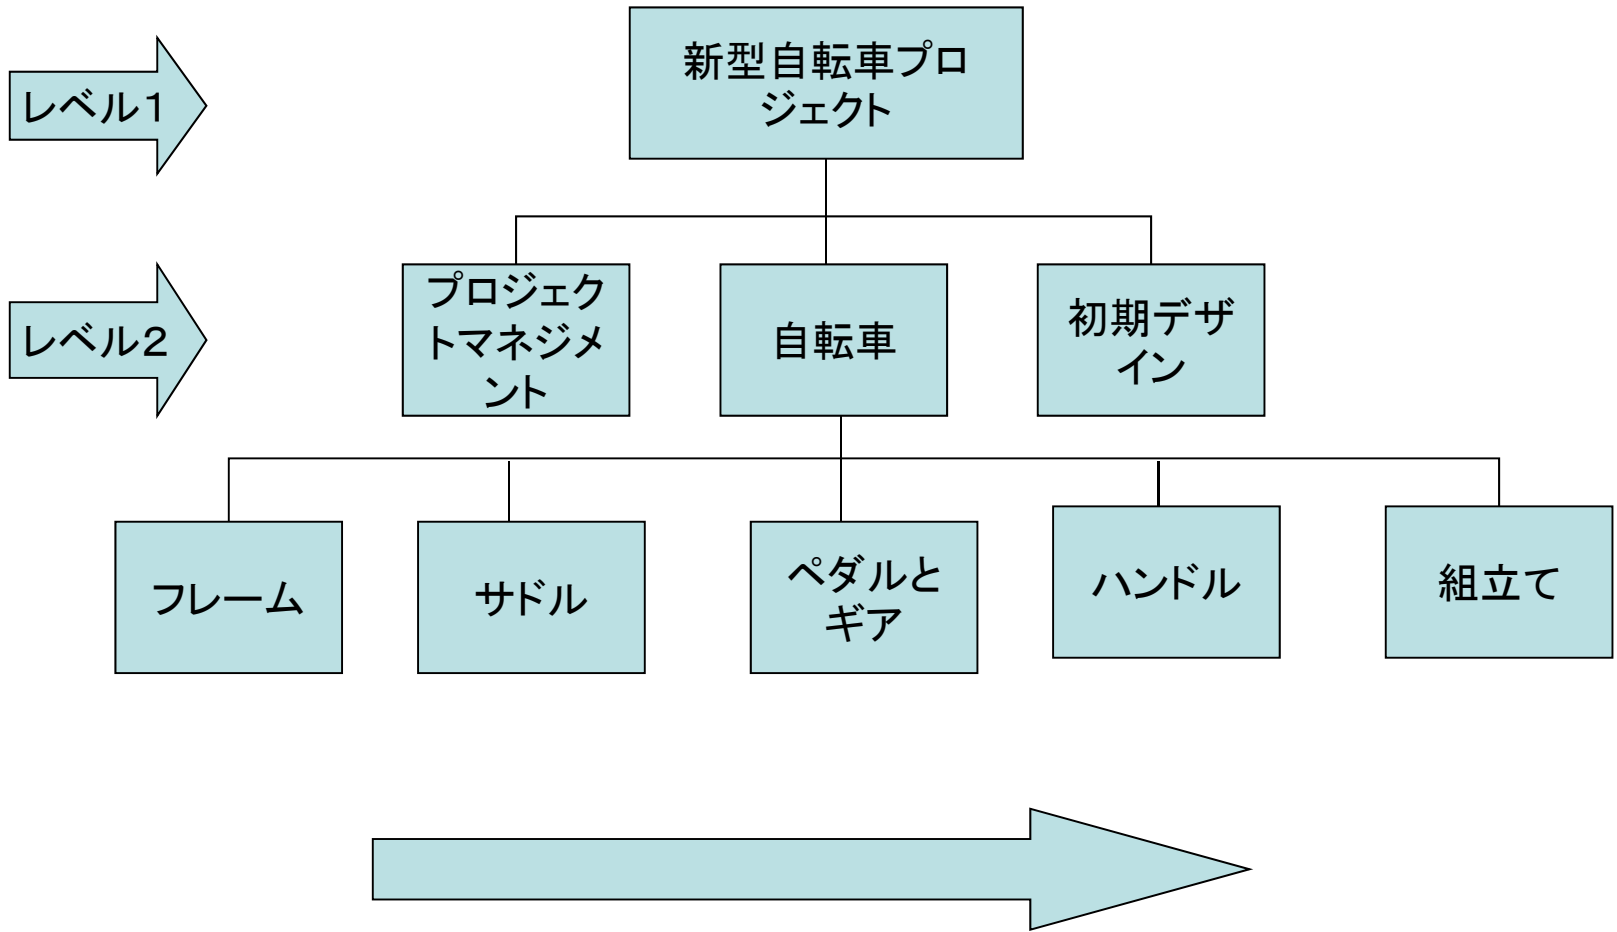 新型自転車プロ
ジェクト
レベル１
プロジェク
トマネジメ
ント
自転車
初期デザ
イン
レベル２
フレーム
サドル
ペダルと
ギア
ハンドル
組立て